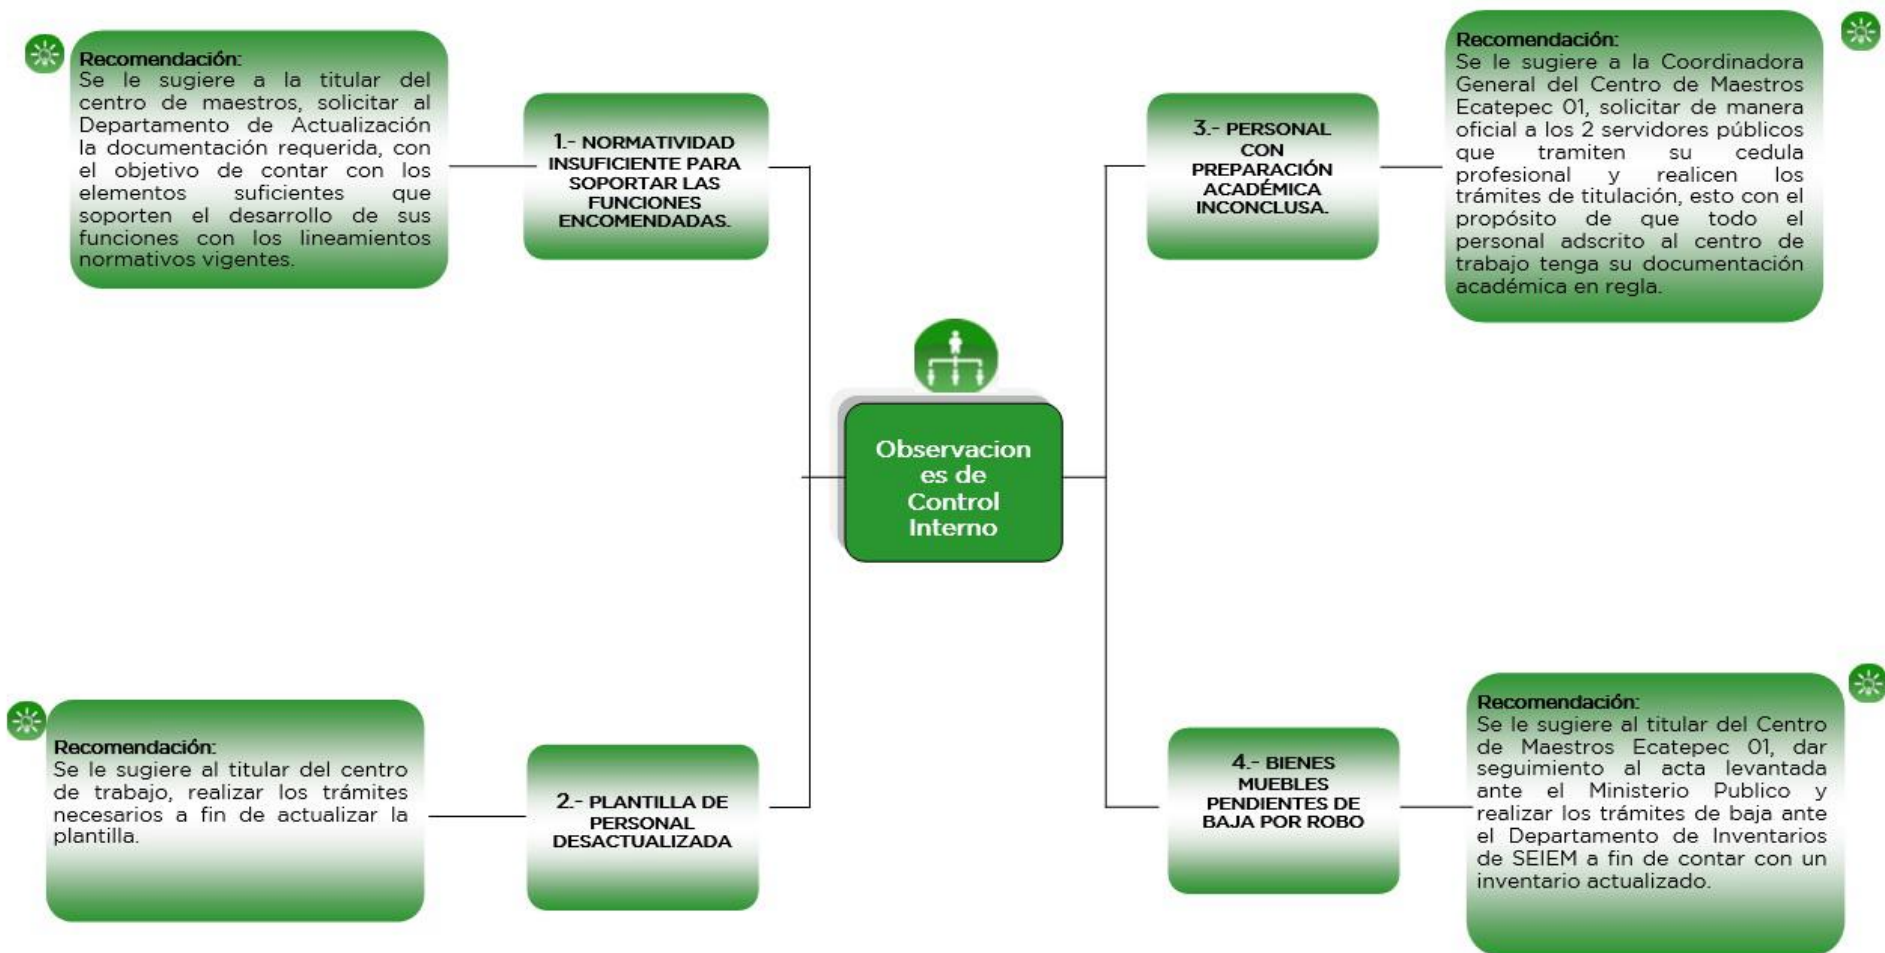 Recomendación:
Se le sugiere a la titular del
centro de maestros, solicitar al
Departamento de Actualización
la documentación requerida, con
el objetivo de contar con los
elementos suficientes que
soporten el desarrollo de sus
funciones con los lineamientos
normativos vigentes.
1.- NORMATIVIDAD
INSUFICIENTE PARA
SOPORTAR LAS
FUNCIONES
ENCOMENDADAS.
3.- PERSONAL
CON
PREPARACIÓN
ACADÉMICA
INCONCLUSA.
Recomendación:
Se le sugiere a la Coordinadora
General del Centro de Maestros
Ecatepec 01, solicitar de manera
oficial a los 2 servidores públicos
que tramiten su cedula
profesional y realicen los
trámites de titulación, esto con el
propósito de que todo el
personal adscrito al centro de
trabajo tenga su documentación
académica en regla.
Observacion
es de
Control
Interno
Recomendación:
Se le sugiere al titular del centro
de trabajo, realizar los trámites
necesarios a fin de actualizar la
plantilla.
2.- PLANTILLA DE
PERSONAL
DESACTUALIZADA
4.- BIENES
MUEBLES
PENDIENTES DE
BAJA POR ROBO
Recomendación:
Se le sugiere al titular del Centro
de Maestros Ecatepec 01, dar
seguimiento al acta levantada
ante el Ministerio Publico y
realizar los trámites de baja ante
el Departamento de Inventarios
de SEIEM a fin de contar con un
inventario actualizado.